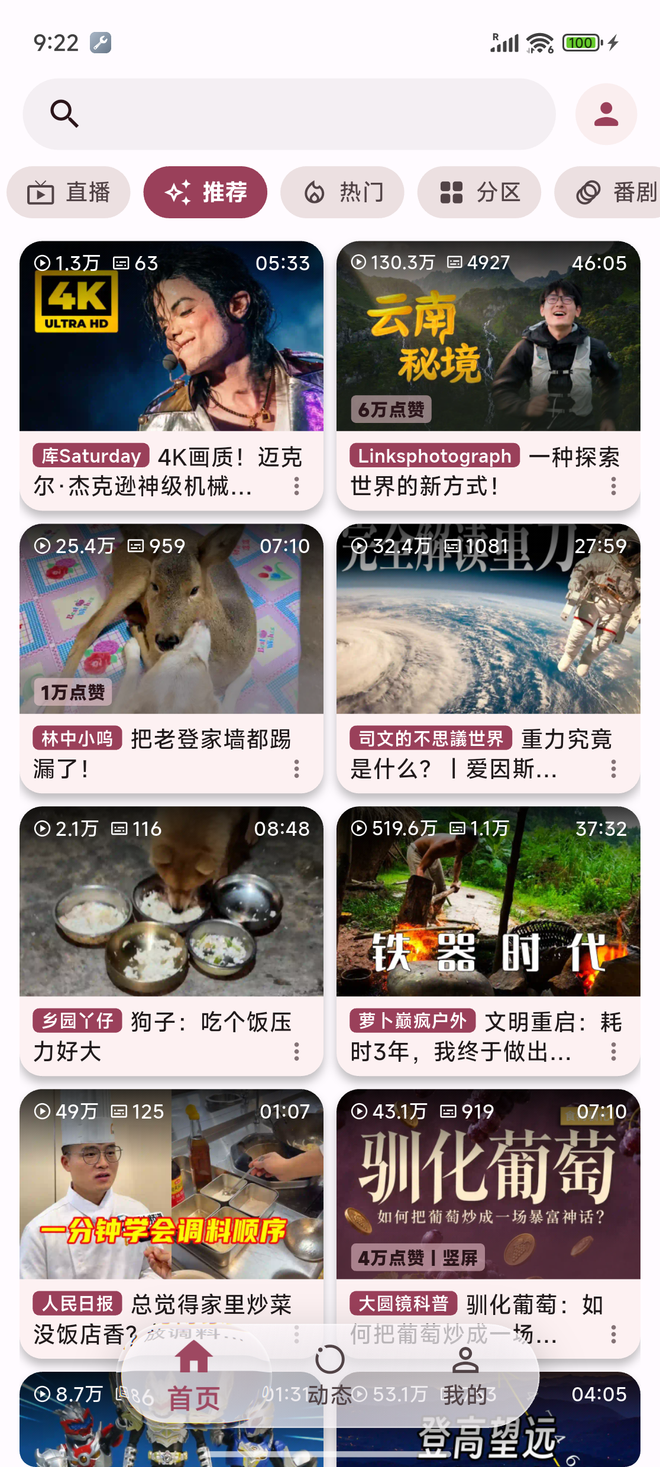 9:22
R
6
100
直播
推荐
热门
分区
番剧
1.3万 63 05:33
4K
ULTRA HD
库Saturday 4K画质！迈克
尔·杰克逊神级机械...
130.3万 4927 46:05
云南
秘境
6万点赞
Linksphotograph 一种探索
世界的新方式！
25.4万 959 07:10
1万点赞
林中小呜 把老登家墙都踢
漏了！
32.4万 1081 27:59
完全解读重力
司文的不思議世界 重力究竟
是什么？丨爱因斯...
2.1万 116 08:48
乡园丫仔 狗子：吃个饭压
力好大
519.6万 1.1万 37:32
铁器时代
萝卜巅疯户外 文明重启：耗
时3年，我终于做出...
49万 125 01:07
一分钟学会调料顺序
人民日报 总觉得家里炒菜
没饭店香？放调料...
43.1万 919 07:10
驯化葡萄
如何把葡萄炒成一场暴富神话？
4万点赞丨竖屏
大圆镜科普 驯化葡萄：如
何把葡萄炒成一场...
8.7万 86 01:31
53.1万 04:05
登高望远
首页
动态
我的